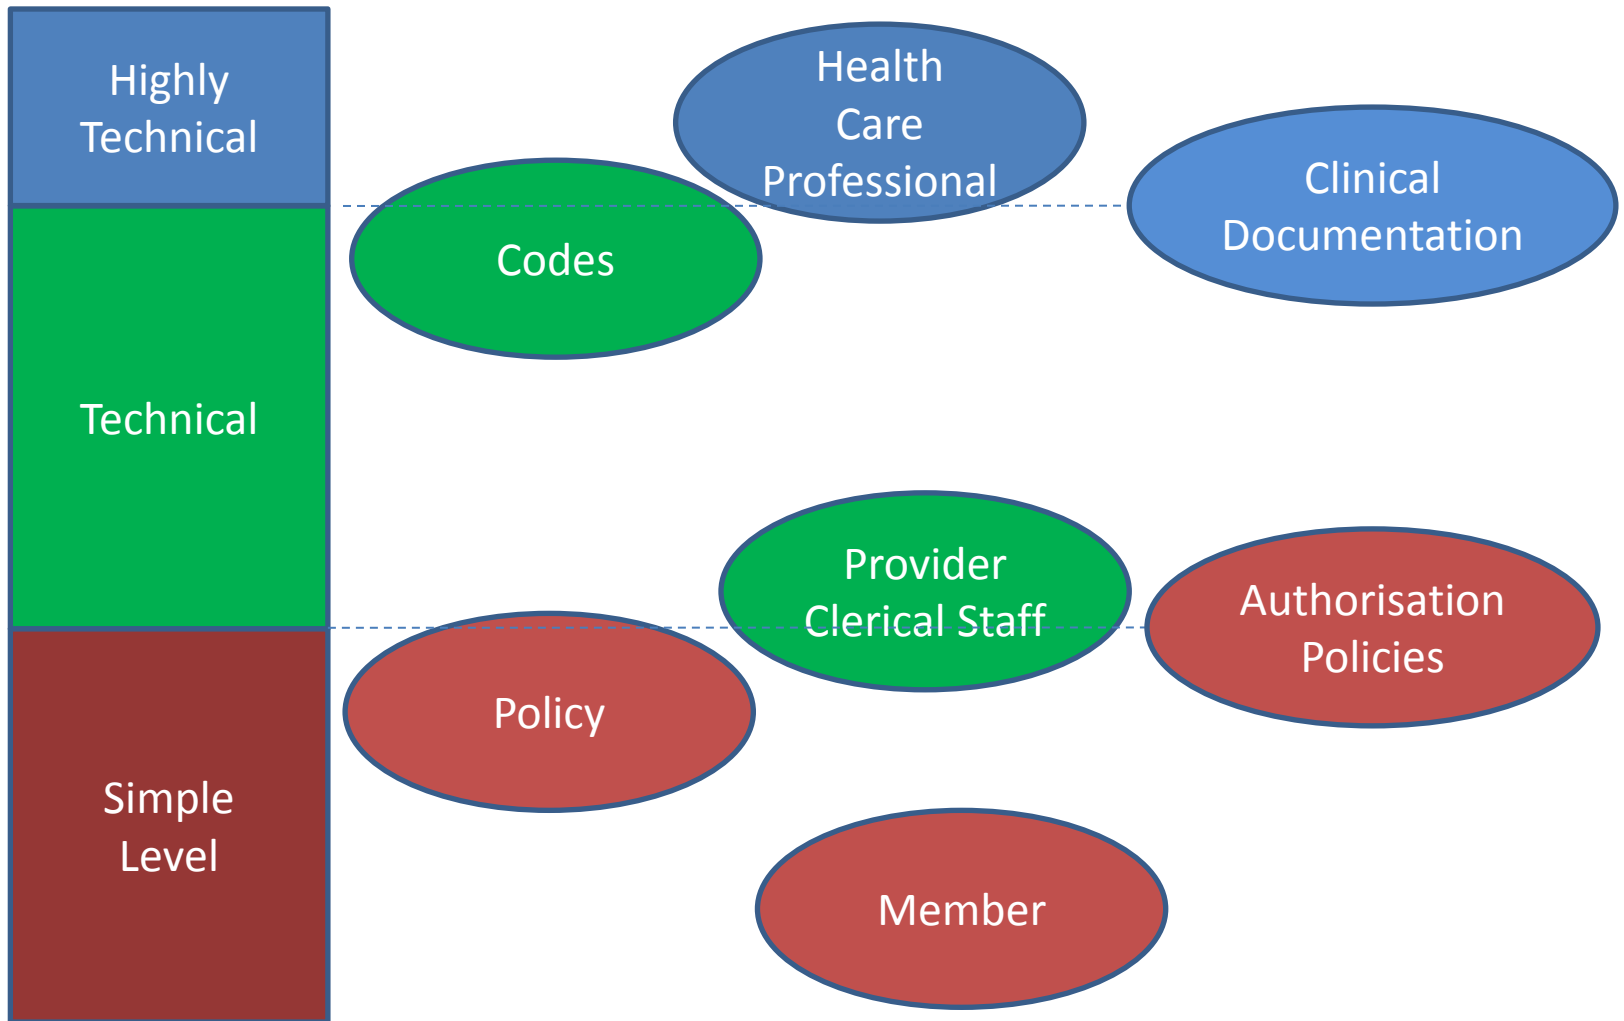 Highly
Technical
Health
Care
Professional
Clinical
Documentation
Codes
Technical
Provider
Clerical Staff
Authorisation
Policies
Policy
Simple
Level
Member